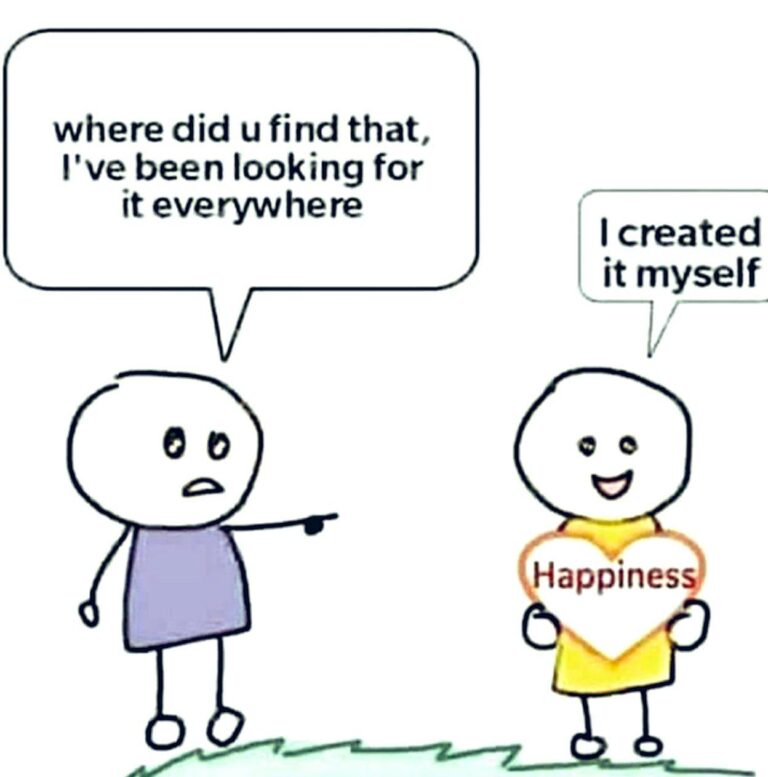 where did u find that,
I've been looking for
it everywhere
I created
it myself
Happiness